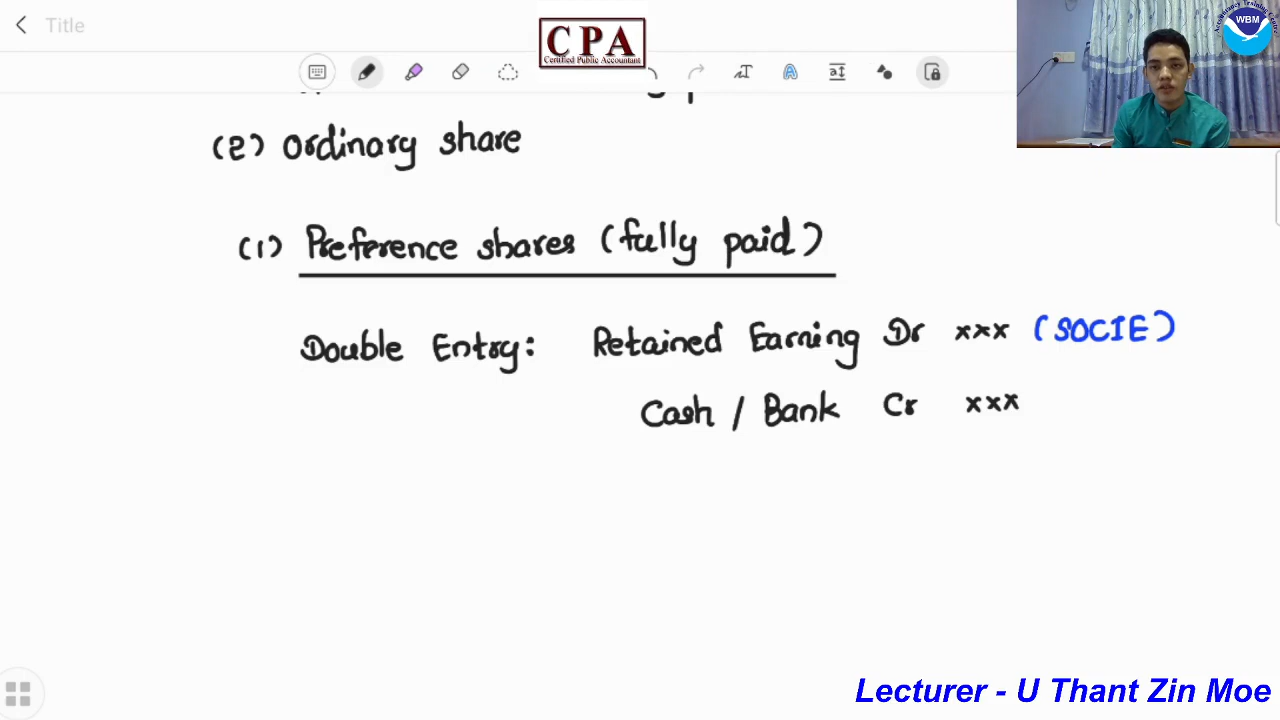 Title
CPA
Certified Public Accountant
WBM
(2) Ordinary share
(1) Preference shares (fully paid)
Double Entry: Retained Earning Dr xxx (SOCIE)
Cash / Bank Cr xxx
Lecturer - U Thant Zin Moe